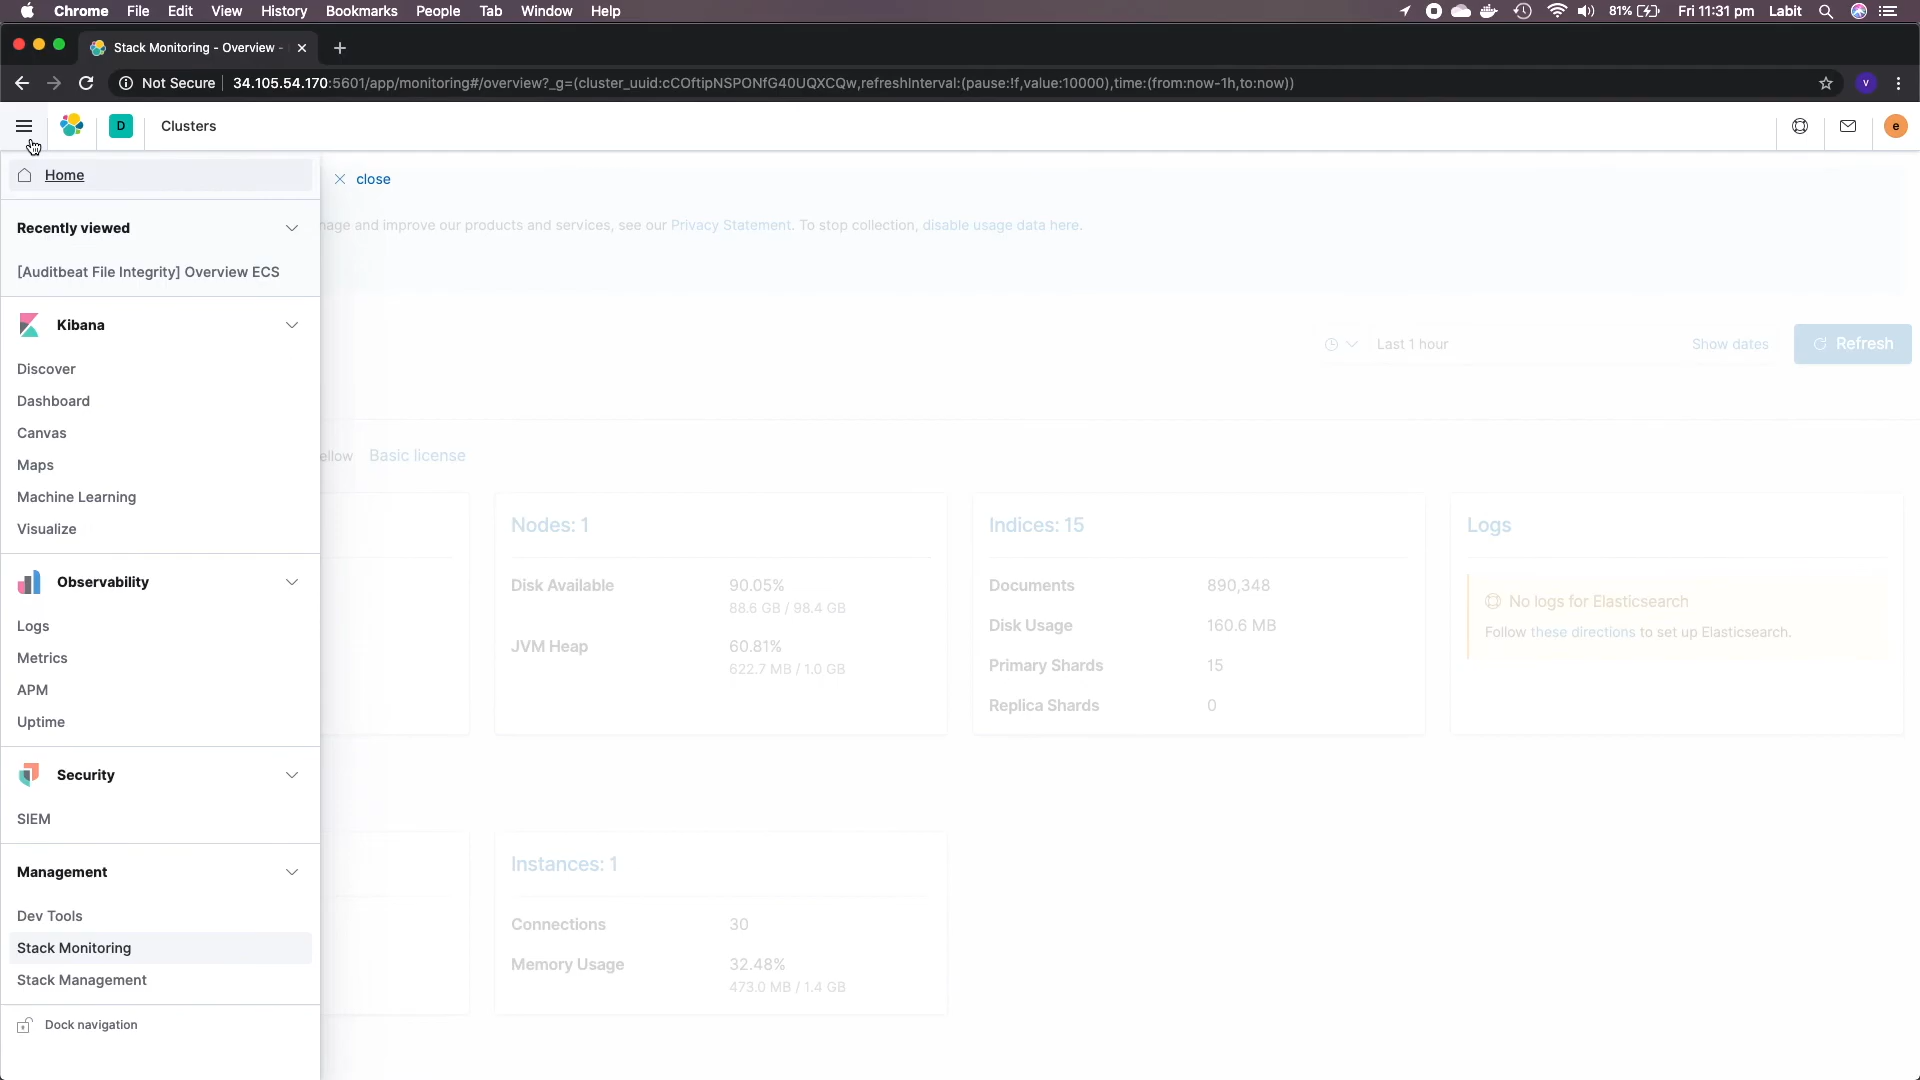 Chrome File Edit View History Bookmarks People Tab Window Help 81% Fri 11:31 pm Labit
Stack Monitoring - Overview -
Not Secure 34.105.54.170:5601/app/monitoring#/overview?_g=(cluster_uuid:cCOftipNSPONfG40UQXCQw,refreshInterval:(pause:!f,value:10000),time:(from:now-1h,to:now)) v
D Clusters e
Home
close
Recently viewed
nage and improve our products and services, see our Privacy Statement. To stop collection, disable usage data here.
[Auditbeat File Integrity] Overview ECS
Kibana
Last 1 hour Show dates Refresh
Discover
Dashboard
Canvas
Maps
Machine Learning
Visualize
ellow Basic license
Observability
Logs
Metrics
APM
Uptime
Security
SIEM
Management
Dev Tools
Stack Monitoring
Stack Management
Dock navigation
Nodes: 1
Disk Available 90.05%
88.6 GB / 98.4 GB
JVM Heap 60.81%
622.7 MB / 1.0 GB
Indices: 15
Documents 890,348
Disk Usage 160.6 MB
Primary Shards 15
Replica Shards 0
Logs
No logs for Elasticsearch
Follow these directions to set up Elasticsearch.
Instances: 1
Connections 30
Memory Usage 32.48%
473.0 MB / 1.4 GB